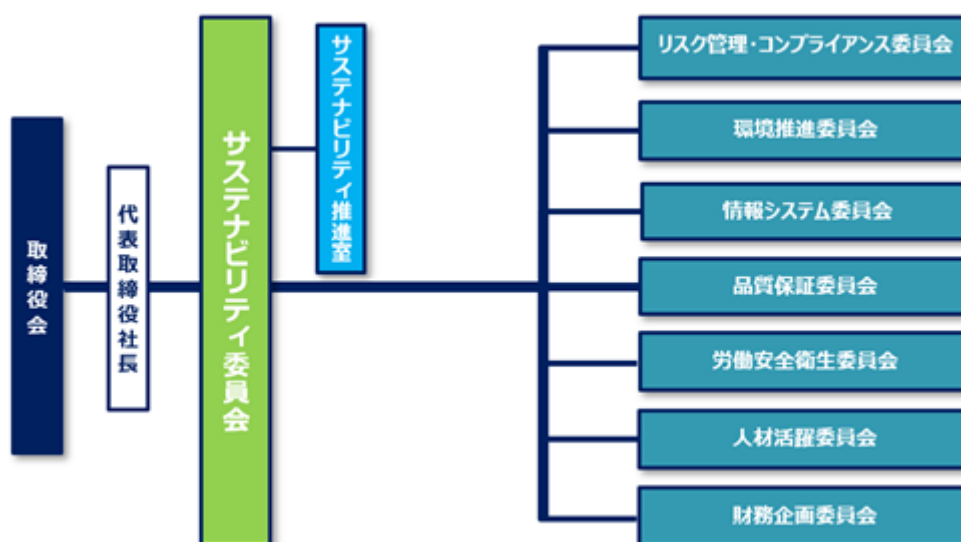 取締役会
代表取締役社長
サステナビリティ委員会
サステナビリティ推進室
リスク管理・コンプライアンス委員会
環境推進委員会
情報システム委員会
品質保証委員会
労働安全衛生委員会
人材活躍委員会
財務企画委員会